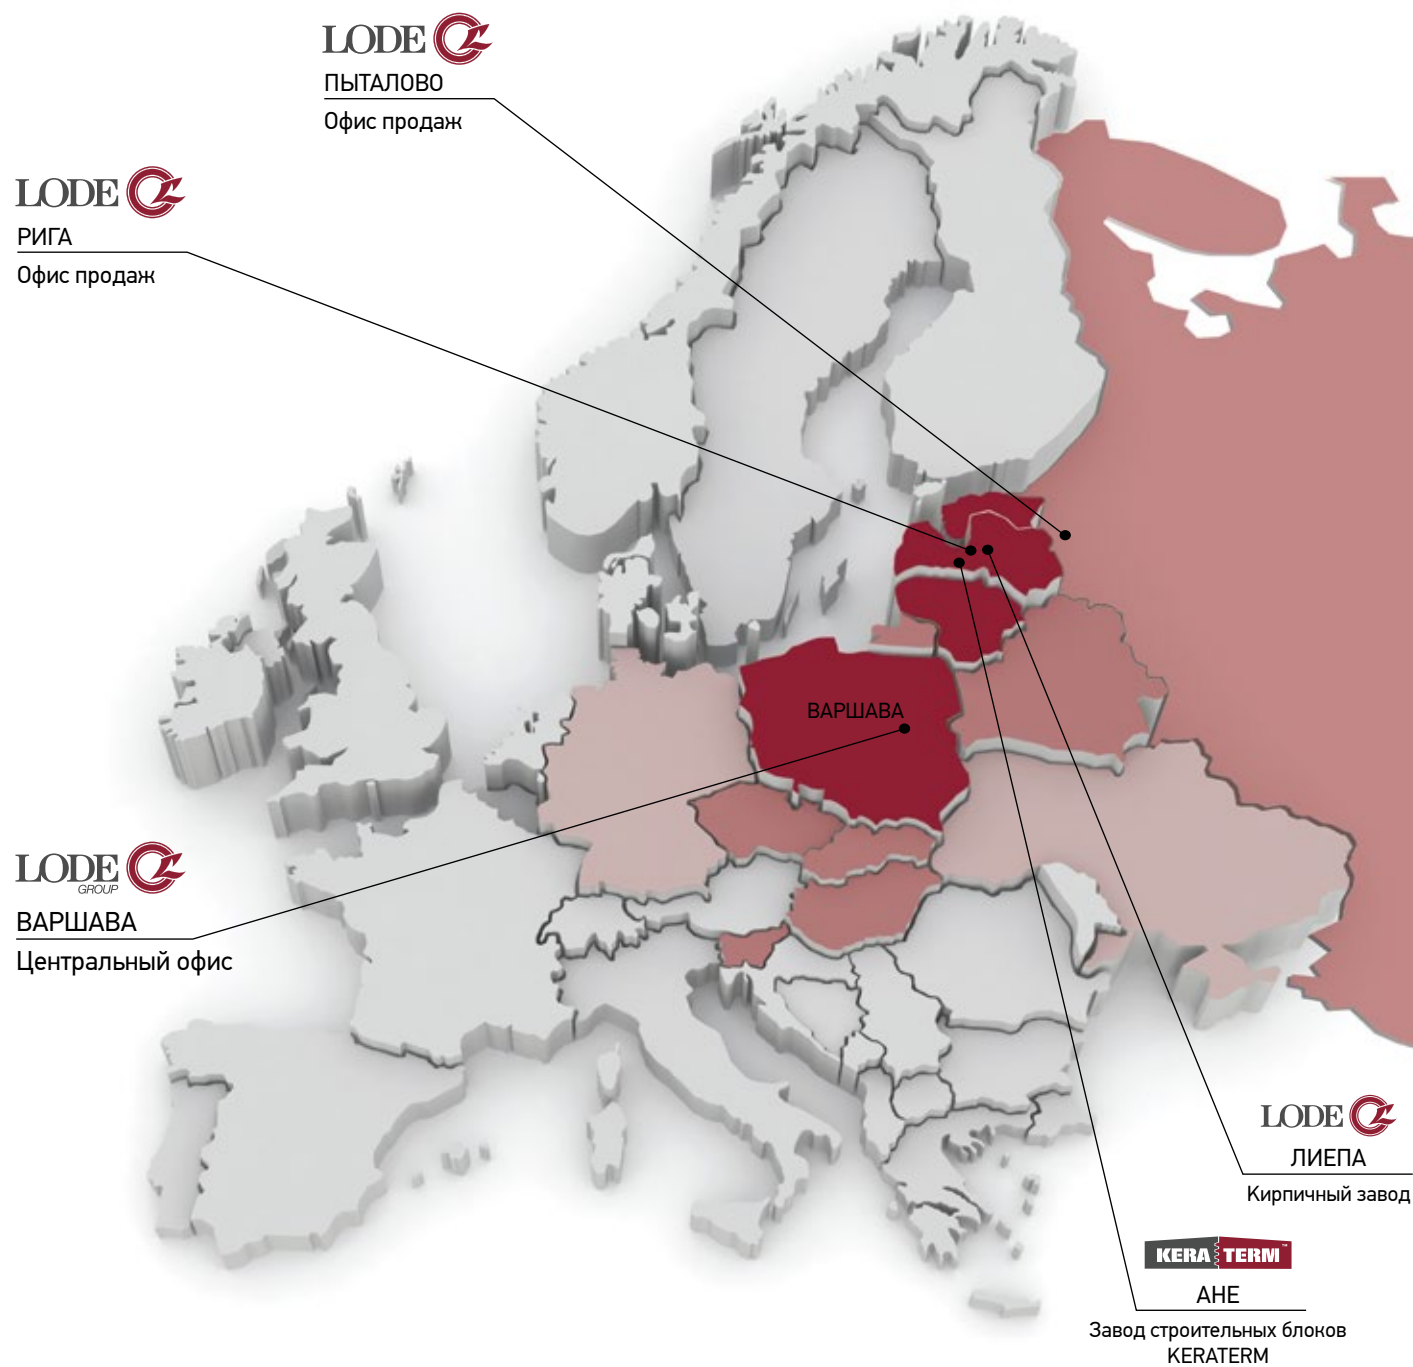 LODE
ПЫТАЛОВО
Офис продаж
LODE
РИГА
Офис продаж
ВАРШАВА
LODE
GROUP
ВАРШАВА
Центральный офис
LODE
ЛИЕПА
Кирпичный завод
KERA TERM™
АНЕ
Завод строительных блоков
KERATERM